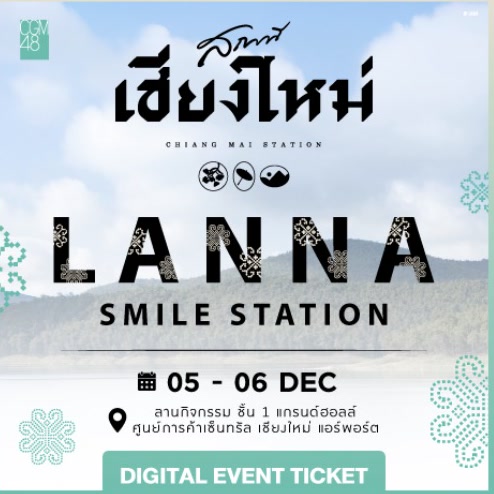 CGM
48
สถานี
เชียงใหม่
CHIANG MAI STATION
LANNA
SMILE STATION
05 - 06 DEC
ลานกิจกรรม ชั้น 1 แกรนด์ฮอลล์
ศูนย์การค้าเซ็นทรัล เชียงใหม่ แอร์พอร์ต
DIGITAL EVENT TICKET